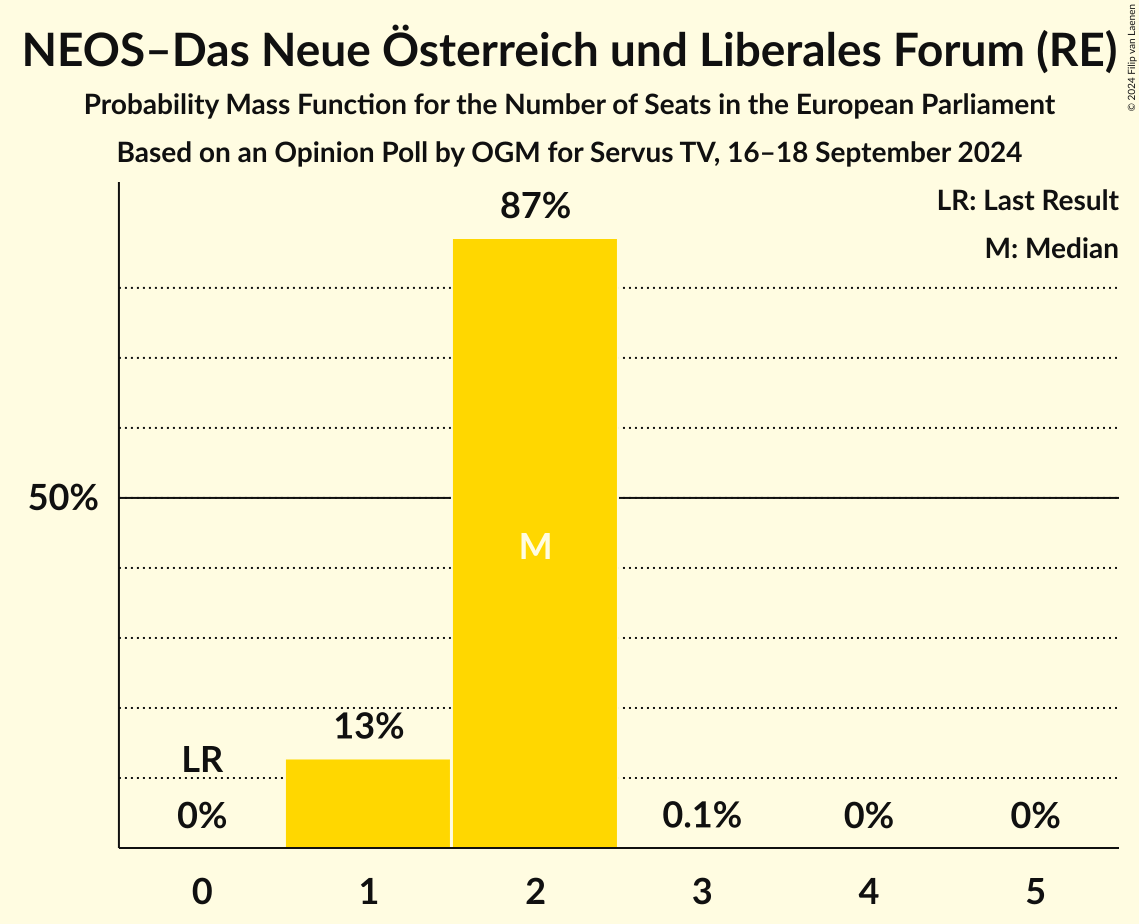 NEOS–Das Neue Österreich und Liberales Forum (RE)
Probability Mass Function for the Number of Seats in the European Parliament
Based on an Opinion Poll by OGM for Servus TV, 16–18 September 2024
© 2024 Filip van Laenen
LR: Last Result
M: Median
87%
50%
M
13%
LR
0%
0.1%
0%
0%
0 1 2 3 4 5